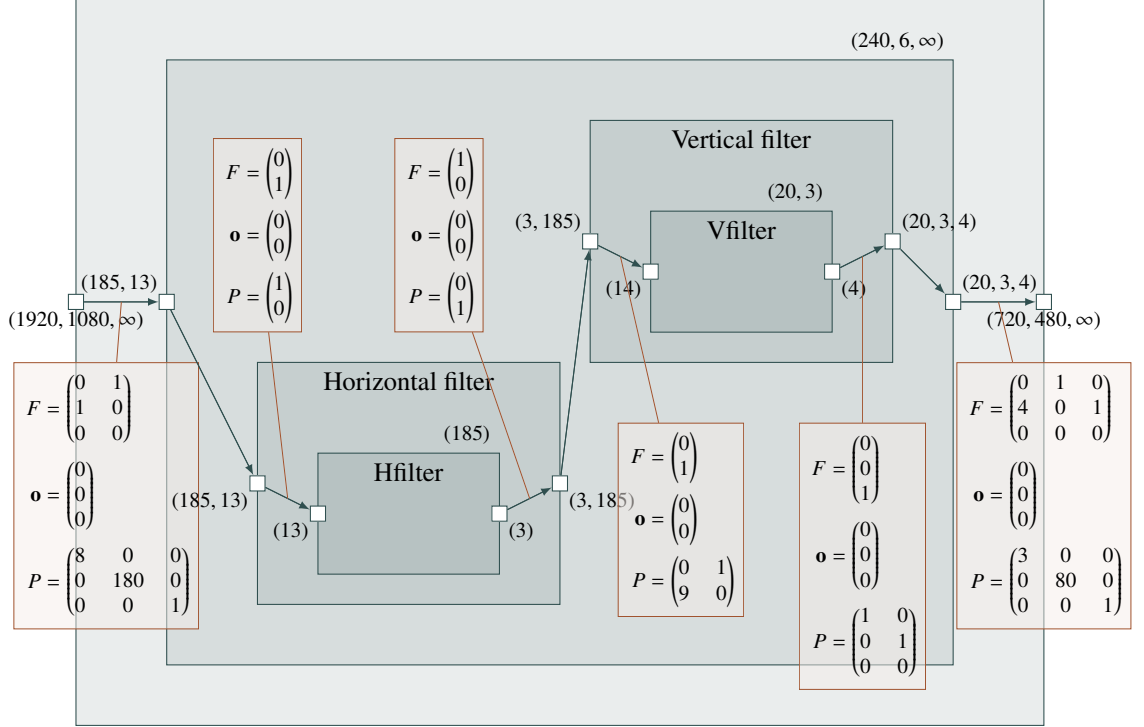 (240, 6, ∞)
Vertical filter
(20, 3)
Vfilter
(3, 185)
(20, 3, 4)
(14)
(4)
F = (0 1)
o = (0 0)
P = (1 0)
F = (1 0)
o = (0 0)
P = (0 1)
(185, 13)
(1920, 1080, ∞)
(20, 3, 4)
(720, 480, ∞)
Horizontal filter
(185)
Hfilter
(185, 13)
(13)
(3)
(3, 185)
F = (0 1
1 0
0 0)
o = (0
0
0)
P = (8 0 0
0 180 0
0 0 1)
F = (0
1)
o = (0
0)
P = (0 1
9 0)
F = (0
0
1)
o = (0
0
0)
P = (1 0
0 1
0 0)
F = (0 1 0
4 0 1
0 0 0)
o = (0
0
0)
P = (3 0 0
0 80 0
0 0 1)